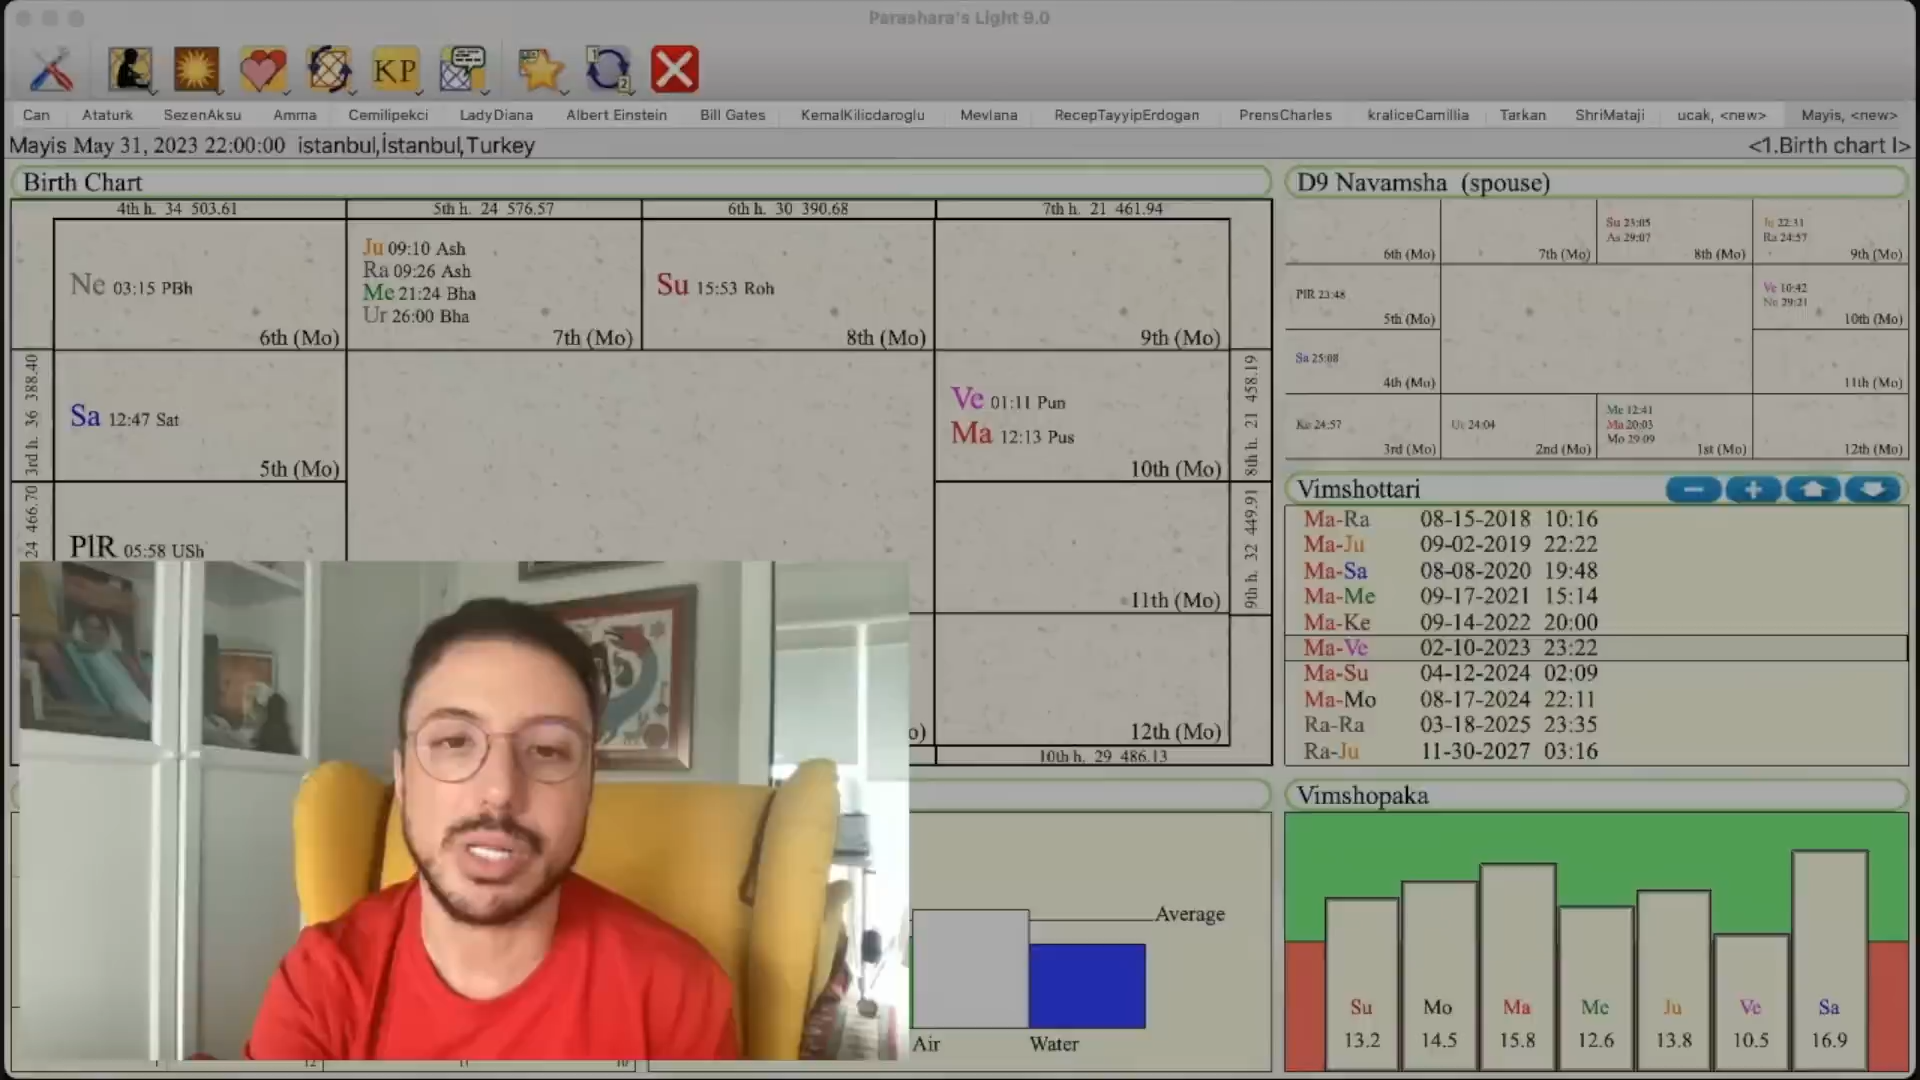 Parashara's Light 9.0
KP
Can Ataturk SezenAksu Amma Cemilipekci LadyDiana Albert Einstein Bill Gates KemalKilicdaroglu Mevlana RecepTayyipErdogan PrensCharles kraliceCamillia Tarkan ShriMataji ucak, <new> Mayis, <new>
Mayis May 31, 2023 22:00:00 istanbul,İstanbul,Turkey <1.Birth chart I>
Birth Chart
4th h. 34 503.61 5th h. 24 576.57 6th h. 30 390.68 7th h. 21 461.94
Ne 03:15 PBh
6th (Mo)
Ju 09:10 Ash
Ra 09:26 Ash
Me 21:24 Bha
Ur 26:00 Bha
7th (Mo)
Su 15:53 Roh
8th (Mo)
9th (Mo)
3rd h. 36 388.40
Sa 12:47 Sat
5th (Mo)
Ve 01:11 Pun
Ma 12:13 Pus
10th (Mo)
8th h. 21 458.19
24 466.70
PlR 05:58 USh
11th (Mo)
9th h. 32 449.91
12th (Mo)
10th h. 29 486.13
D9 Navamsha (spouse)
6th (Mo)
7th (Mo)
Su 23:05
As 29:07
8th (Mo)
Ju 22:31
Ra 24:57
9th (Mo)
PlR 23:48
5th (Mo)
Ve 10:42
Ne 29:21
10th (Mo)
Sa 25:08
4th (Mo)
11th (Mo)
Ke 24:57
3rd (Mo)
Ur 24:04
2nd (Mo)
Me 12:41
Ma 20:03
Mo 29:09
1st (Mo)
12th (Mo)
Vimshottari
Ma-Ra 08-15-2018 10:16
Ma-Ju 09-02-2019 22:22
Ma-Sa 08-08-2020 19:48
Ma-Me 09-17-2021 15:14
Ma-Ke 09-14-2022 20:00
Ma-Ve 02-10-2023 23:22
Ma-Su 04-12-2024 02:09
Ma-Mo 08-17-2024 22:11
Ra-Ra 03-18-2025 23:35
Ra-Ju 11-30-2027 03:16
Average
Air Water
Vimshopaka
Su Mo Ma Me Ju Ve Sa
13.2 14.5 15.8 12.6 13.8 10.5 16.9